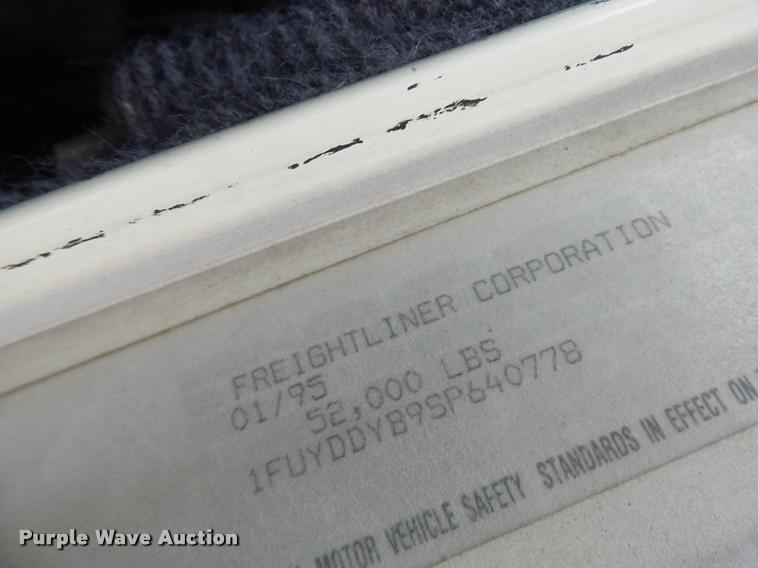 FREIGHTLINER CORPORATION
01/95
52,000 LBS
1FUYDDYB9SP640778
MOTOR VEHICLE SAFETY STANDARDS IN EFFECT ON
Purple Wave Auction